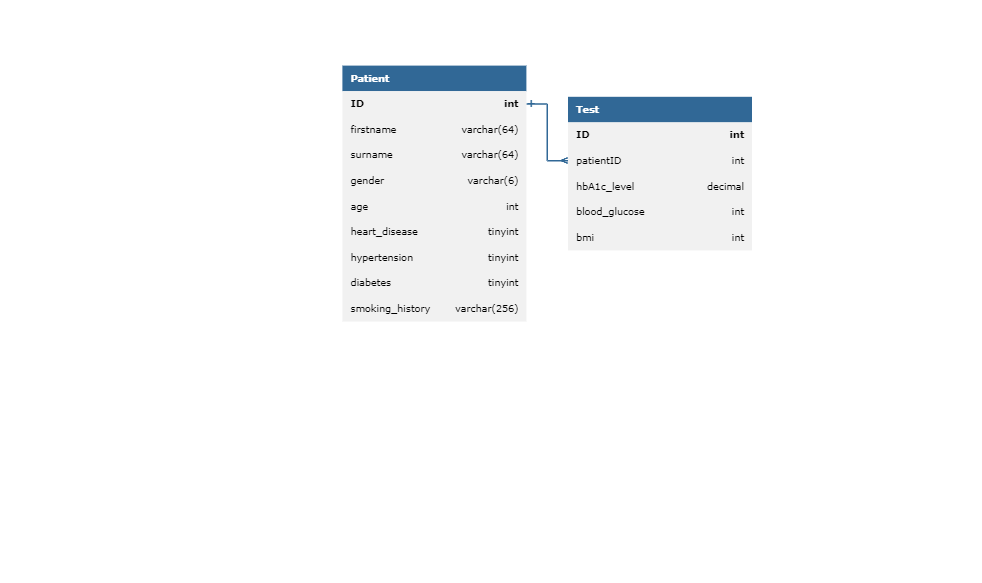 Patient
ID int
firstname varchar(64)
surname varchar(64)
gender varchar(6)
age int
heart_disease tinyint
hypertension tinyint
diabetes tinyint
smoking_history varchar(256)
Test
ID int
patientID int
hbA1c_level decimal
blood_glucose int
bmi int